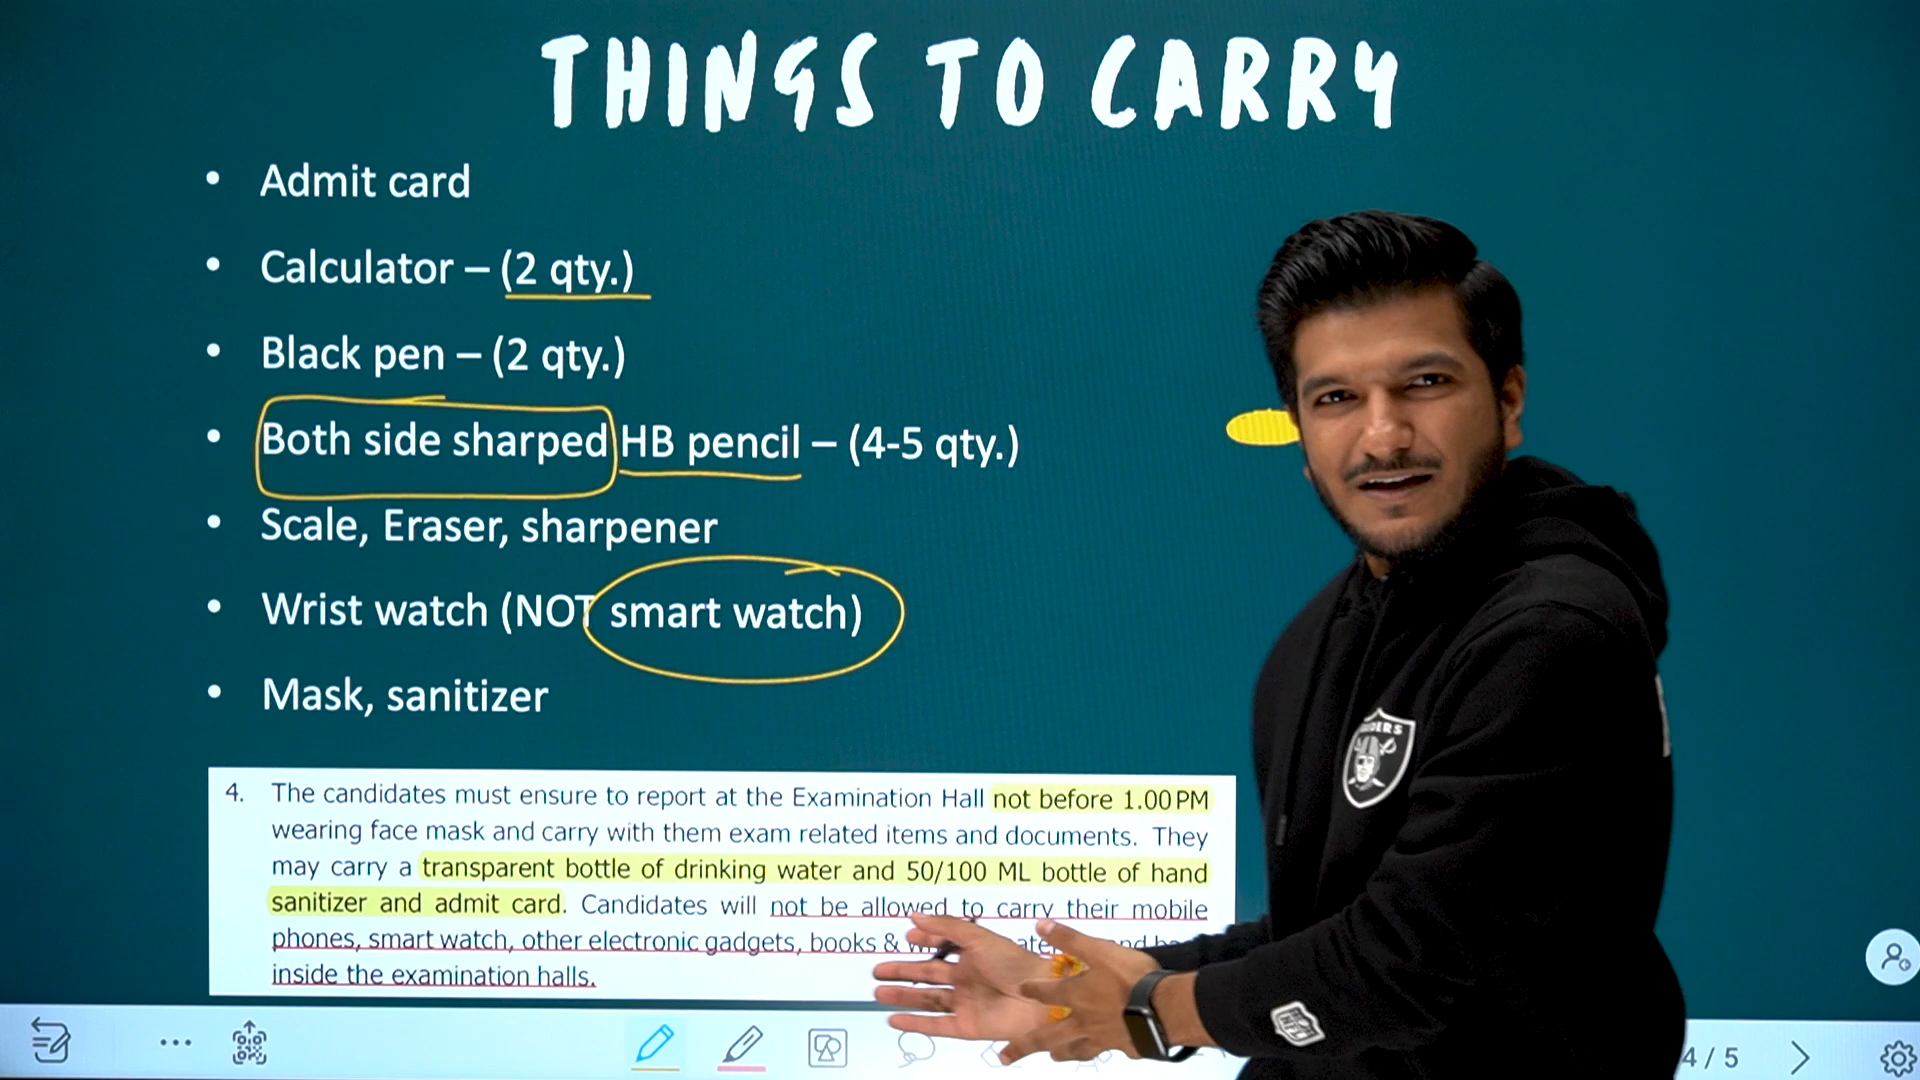 THINGS TO CARRY
• Admit card
• Calculator – (2 qty.)
• Black pen – (2 qty.)
• Both side sharped HB pencil – (4-5 qty.)
• Scale, Eraser, sharpener
• Wrist watch (NOT smart watch)
• Mask, sanitizer
4. The candidates must ensure to report at the Examination Hall not before 1.00 PM
wearing face mask and carry with them exam related items and documents. They
may carry a transparent bottle of drinking water and 50/100 ML bottle of hand
sanitizer and admit card. Candidates will not be allowed to carry their mobile
phones, smart watch, other electronic gadgets, books &
inside the examination halls.
RAIDERS
4 / 5